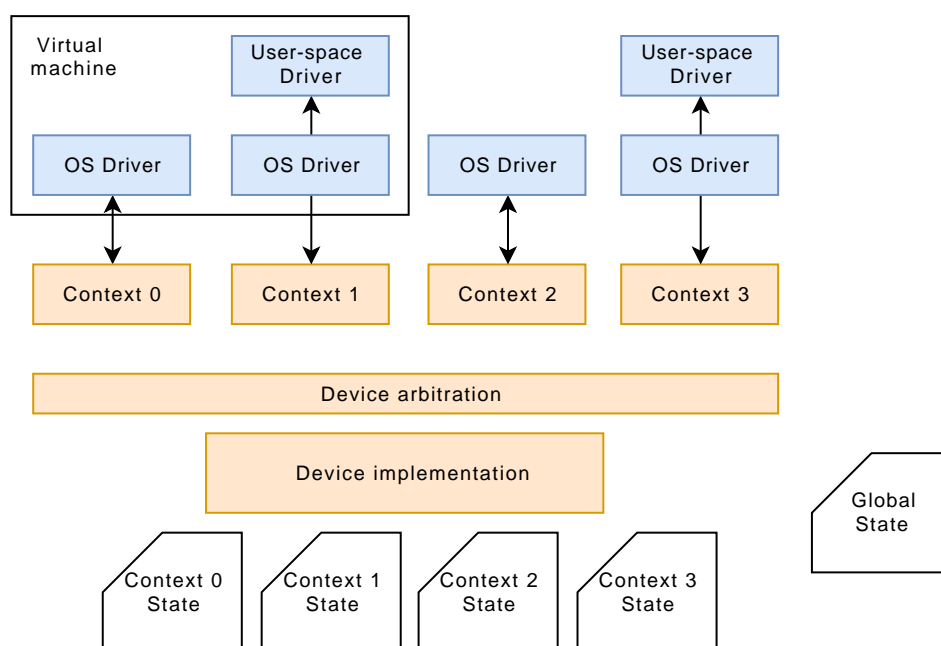 Virtual
machine
User-space
Driver
User-space
Driver
OS Driver
OS Driver
OS Driver
OS Driver
Context 0
Context 1
Context 2
Context 3
Device arbitration
Device implementation
Global
State
Context 0
State
Context 1
State
Context 2
State
Context 3
State